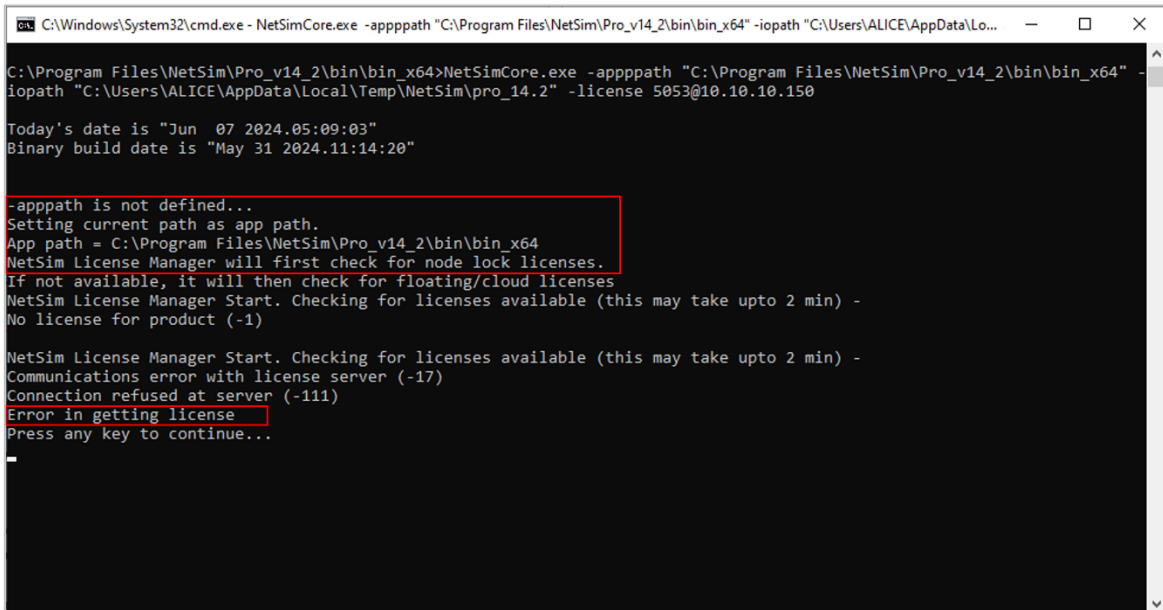 C:\Windows\System32\cmd.exe - NetSimCore.exe -appppath "C:\Program Files\NetSim\Pro_v14_2\bin\bin_x64" -iopath "C:\Users\ALICE\AppData\Lo...
C:\Program Files\NetSim\Pro_v14_2\bin\bin_x64>NetSimCore.exe -appppath "C:\Program Files\NetSim\Pro_v14_2\bin\bin_x64" -
iopath "C:\Users\ALICE\AppData\Local\Temp\NetSim\pro_14.2" -license 5053@10.10.10.150
Today's date is "Jun  07 2024.05:09:03"
Binary build date is "May 31 2024.11:14:20"
-apppath is not defined...
Setting current path as app path.
App path = C:\Program Files\NetSim\Pro_v14_2\bin\bin_x64
NetSim License Manager will first check for node lock licenses.
If not available, it will then check for floating/cloud licenses
NetSim License Manager Start. Checking for licenses available (this may take upto 2 min) -
No license for product (-1)
NetSim License Manager Start. Checking for licenses available (this may take upto 2 min) -
Communications error with license server (-17)
Connection refused at server (-111)
Error in getting license
Press any key to continue...